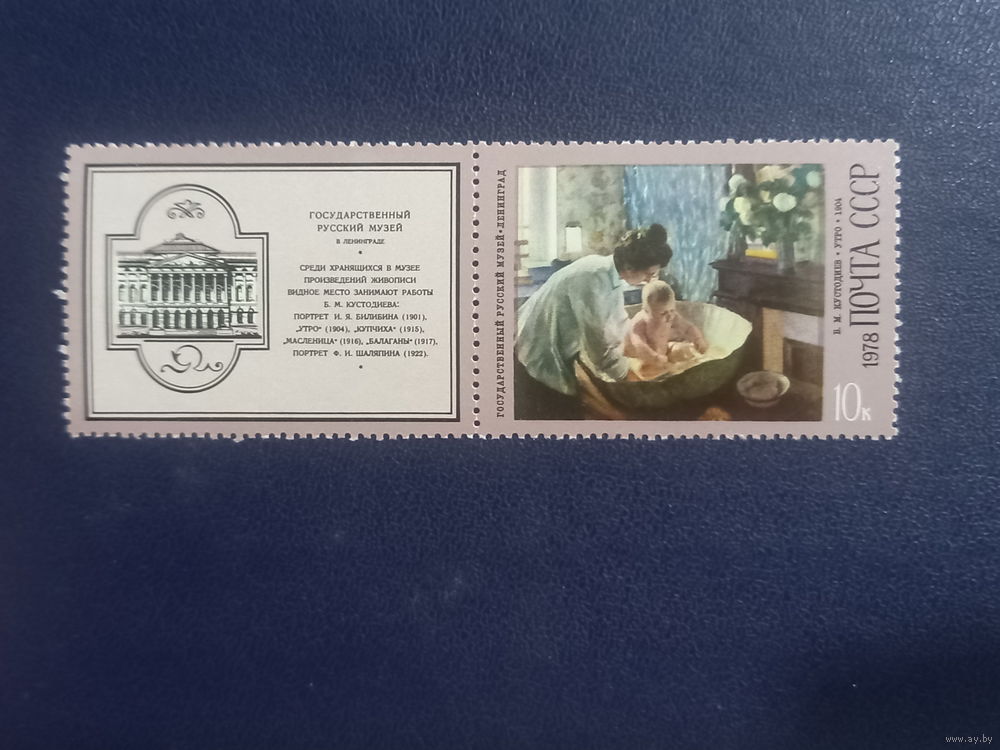 ГОСУДАРСТВЕННЫЙ
РУССКИЙ МУЗЕЙ
В ЛЕНИНГРАДЕ
СРЕДИ ХРАНЯЩИХСЯ В МУЗЕЕ
ПРОИЗВЕДЕНИЙ ЖИВОПИСИ
ВИДНОЕ МЕСТО ЗАНИМАЮТ РАБОТЫ
Б. М. КУСТОДИЕВА:
ПОРТРЕТ И. Я. БИЛИБИНА (1901),
„УТРО“ (1904), „КУПЧИХА“ (1915),
„МАСЛЕНИЦА“ (1916), „БАЛАГАНЫ“ (1917),
ПОРТРЕТ Ф. И. ШАЛЯПИНА (1922).
ГОСУДАРСТВЕННЫЙ РУССКИЙ МУЗЕЙ • ЛЕНИНГРАД
Б. М. КУСТОДИЕВ • УТРО • 1904
1978 ПОЧТА СССР
10к
www.ay.by